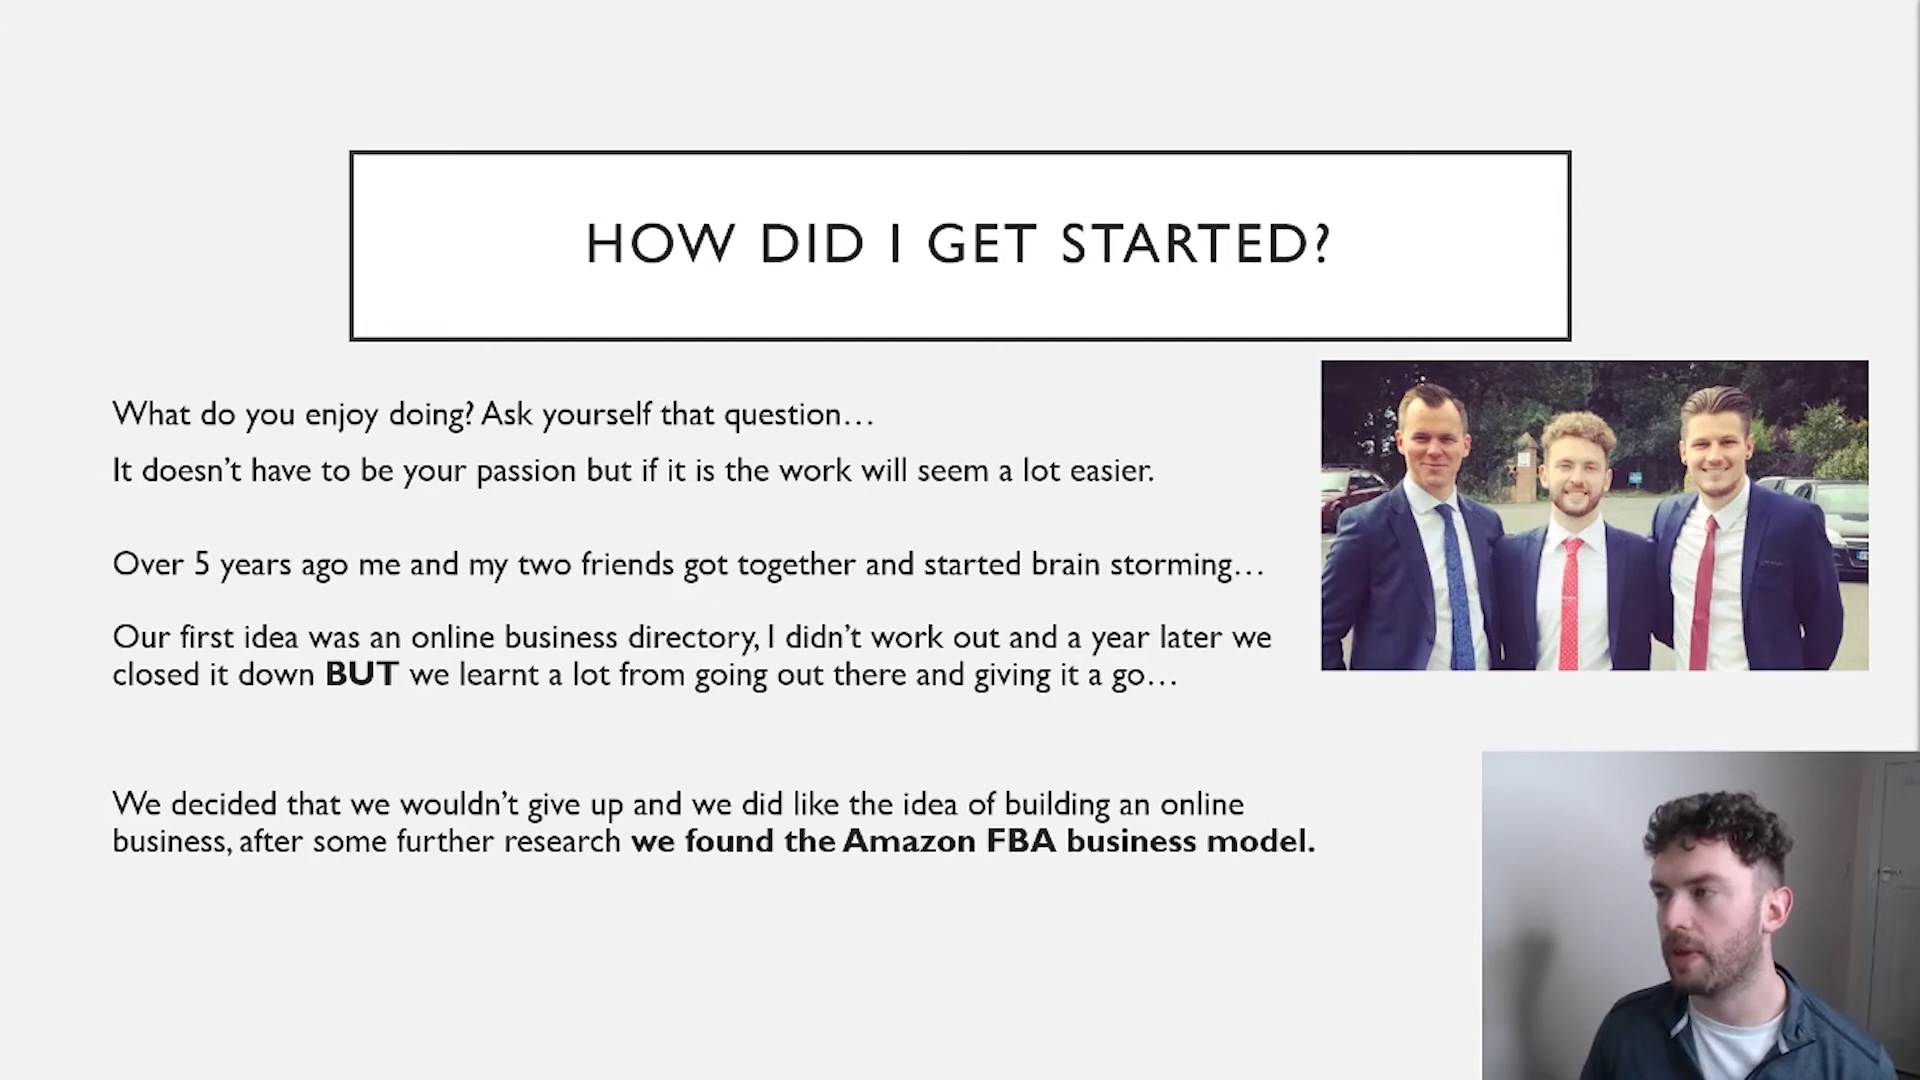 HOW DID I GET STARTED?
What do you enjoy doing? Ask yourself that question…
It doesn’t have to be your passion but if it is the work will seem a lot easier.
Over 5 years ago me and my two friends got together and started brain storming…
Our first idea was an online business directory, I didn’t work out and a year later we
closed it down BUT we learnt a lot from going out there and giving it a go…
We decided that we wouldn’t give up and we did like the idea of building an online
business, after some further research we found the Amazon FBA business model.